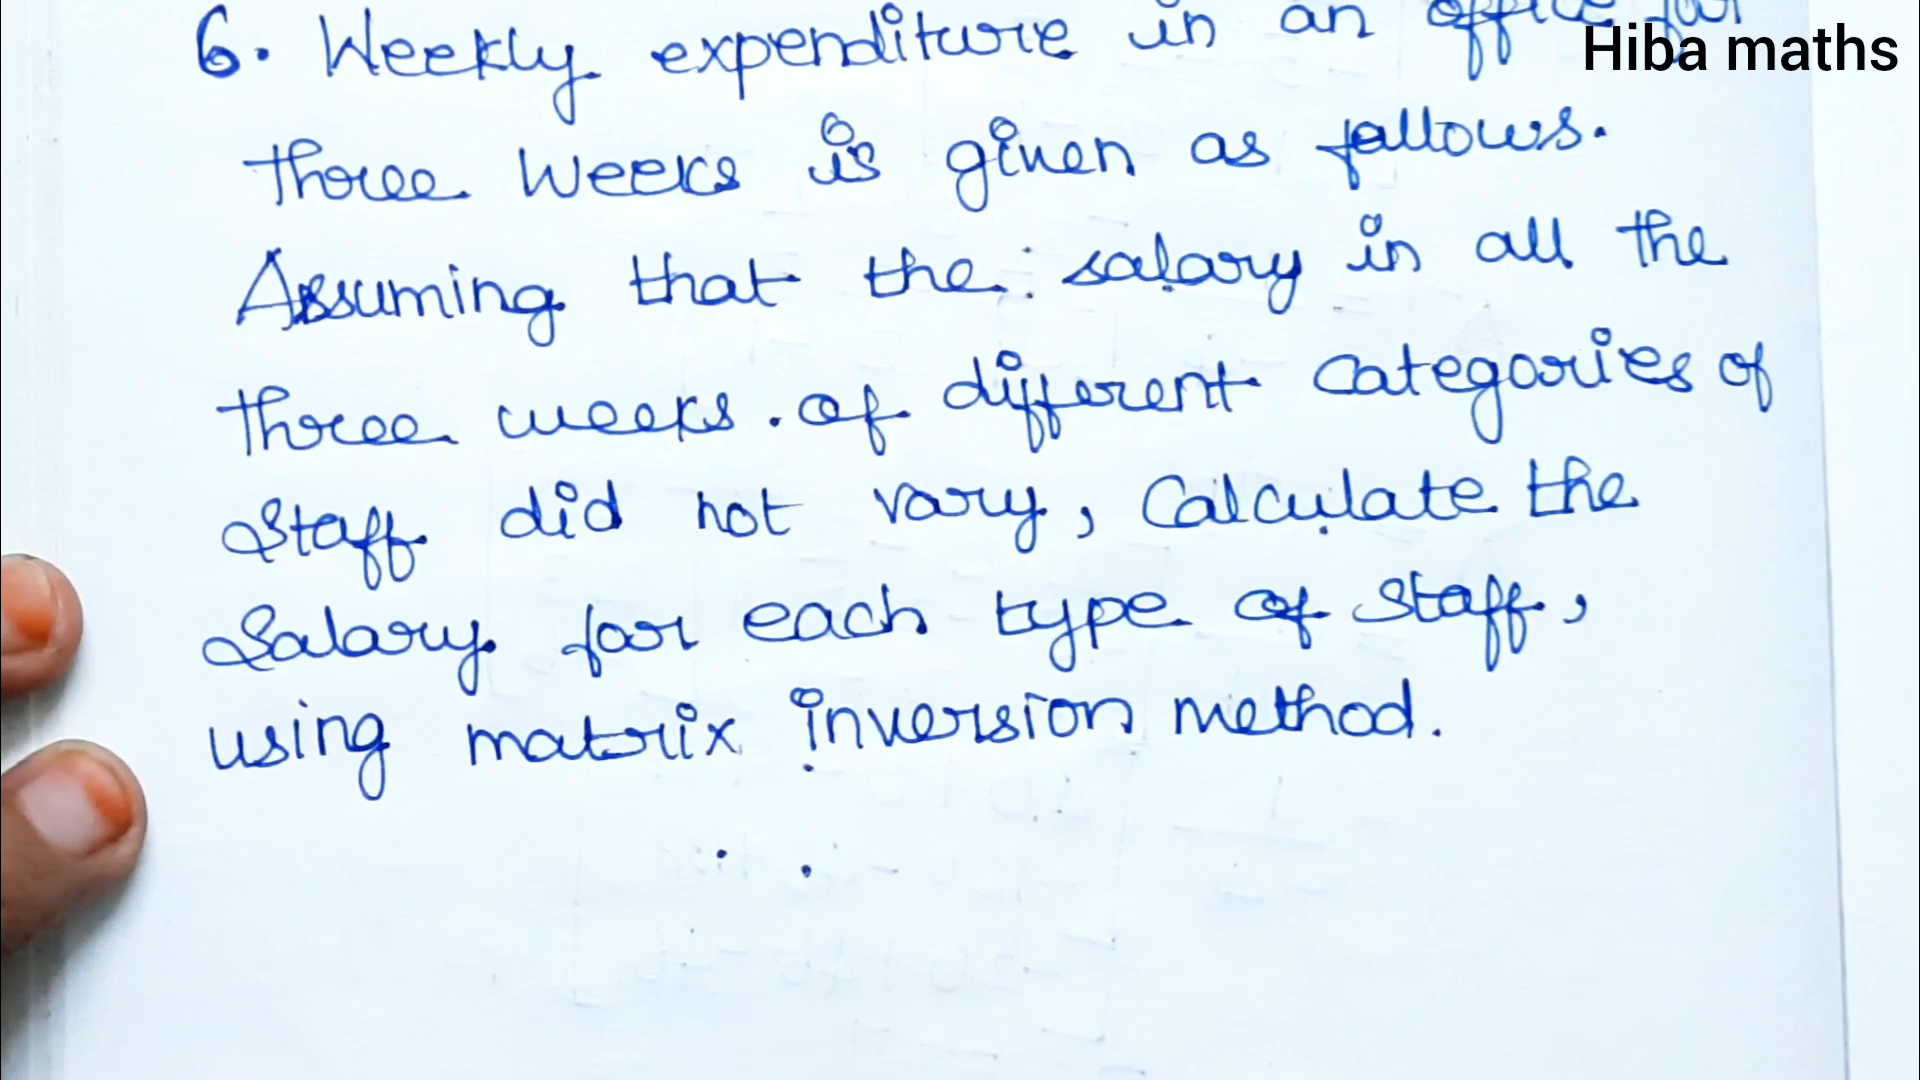 6. Weekly expenditure in an office for
Hiba maths
three weeks is given as follows.
Assuming that the salary in all the
three weeks of different categories of
staff did not vary, calculate the
salary for each type of staff,
using matrix inversion method.